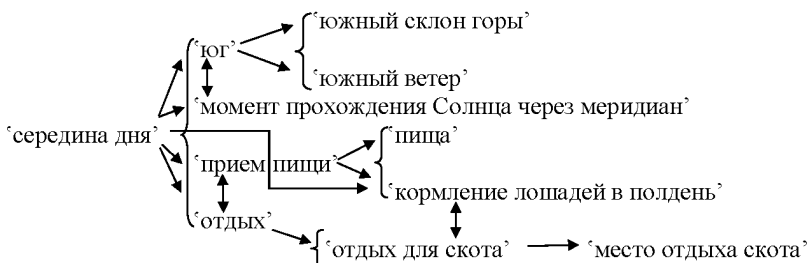 ‘южный склон горы’
‘юг’
‘южный ветер’
‘момент прохождения Солнца через меридиан’
‘середина дня’
‘пища’
‘прием пищи’
‘кормление лошадей в полдень’
‘отдых’
‘отдых для скота’ ‘место отдыха скота’